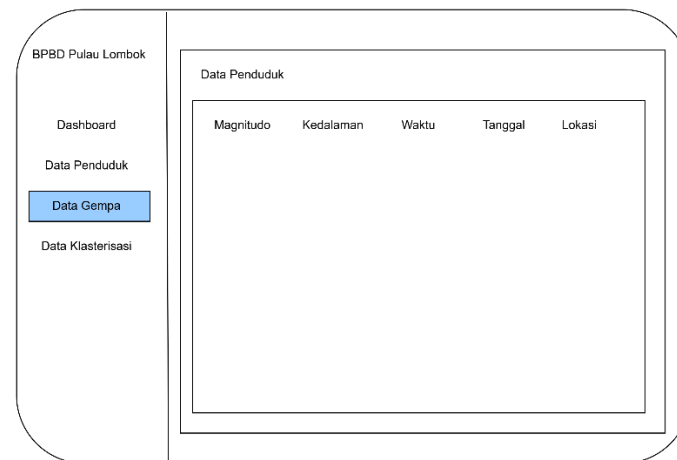 BPBD Pulau Lombok
Dashboard
Data Penduduk
Data Gempa
Data Klasterisasi
Data Penduduk
Magnitudo Kedalaman Waktu Tanggal Lokasi